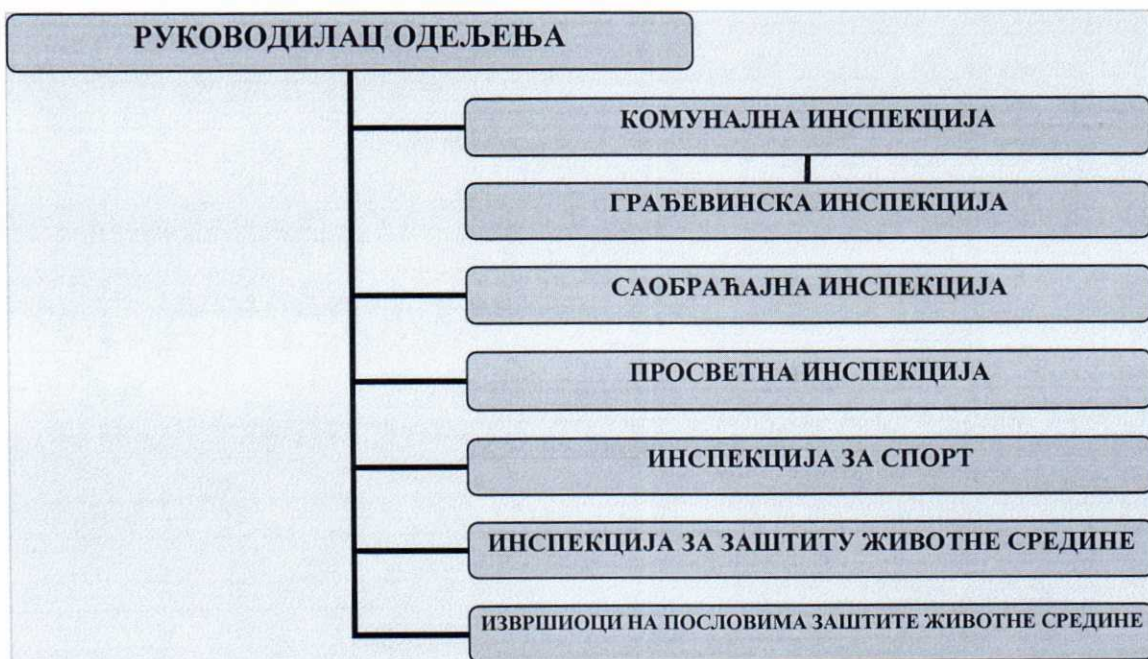 РУКОВОДИЛАЦ ОДЕЉЕЊА
КОМУНАЛНА ИНСПЕКЦИЈА
ГРАЂЕВИНСКА ИНСПЕКЦИЈА
САОБРАЋАЈНА ИНСПЕКЦИЈА
ПРОСВЕТНА ИНСПЕКЦИЈА
ИНСПЕКЦИЈА ЗА СПОРТ
ИНСПЕКЦИЈА ЗА ЗАШТИТУ ЖИВОТНЕ СРЕДИНЕ
ИЗВРШИОЦИ НА ПОСЛОВИМА ЗАШТИТЕ ЖИВОТНЕ СРЕДИНЕ